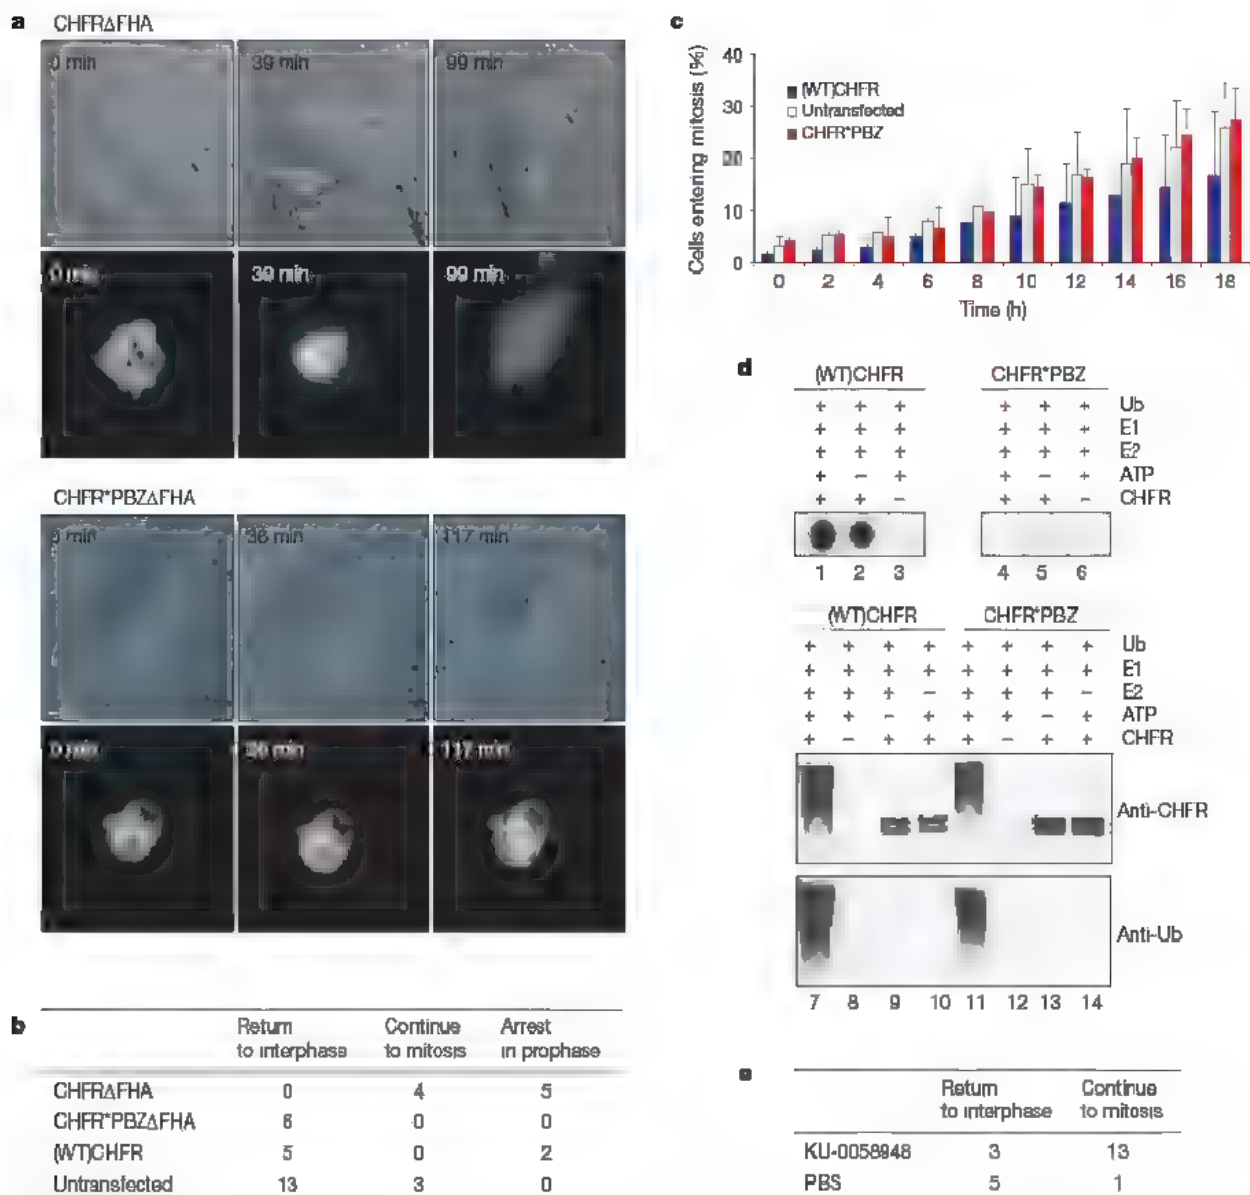 a
CHFRΔFHA
0 min 39 min 99 min
0 min 39 min 99 min
CHFR*PBZΔFHA
0 min 36 min 117 min
0 min 36 min 117 min
b
Return to interphase Continue to mitosis Arrest in prophase
CHFRΔFHA 0 4 5
CHFR*PBZΔFHA 6 0 0
(WT)CHFR 5 0 2
Untransfected 13 3 0
c
Cells entering mitosis (%)
40
30
20
10
0
(WT)CHFR
Untransfected
CHFR*PBZ
0 2 4 6 8 10 12 14 16 18
Time (h)
d
(WT)CHFR CHFR*PBZ
+ + + + + + Ub
+ + + + + + E1
+ + + + + + E2
+ − + + − + ATP
+ + − + + − CHFR
1 2 3 4 5 6
(WT)CHFR CHFR*PBZ
+ + + + + + + + Ub
+ + + + + + + + E1
+ + + − + + + − E2
+ + − + + + − + ATP
+ − + + + − + + CHFR
Anti-CHFR
Anti-Ub
7 8 9 10 11 12 13 14
e
Return to interphase Continue to mitosis
KU-0058948 3 13
PBS 5 1